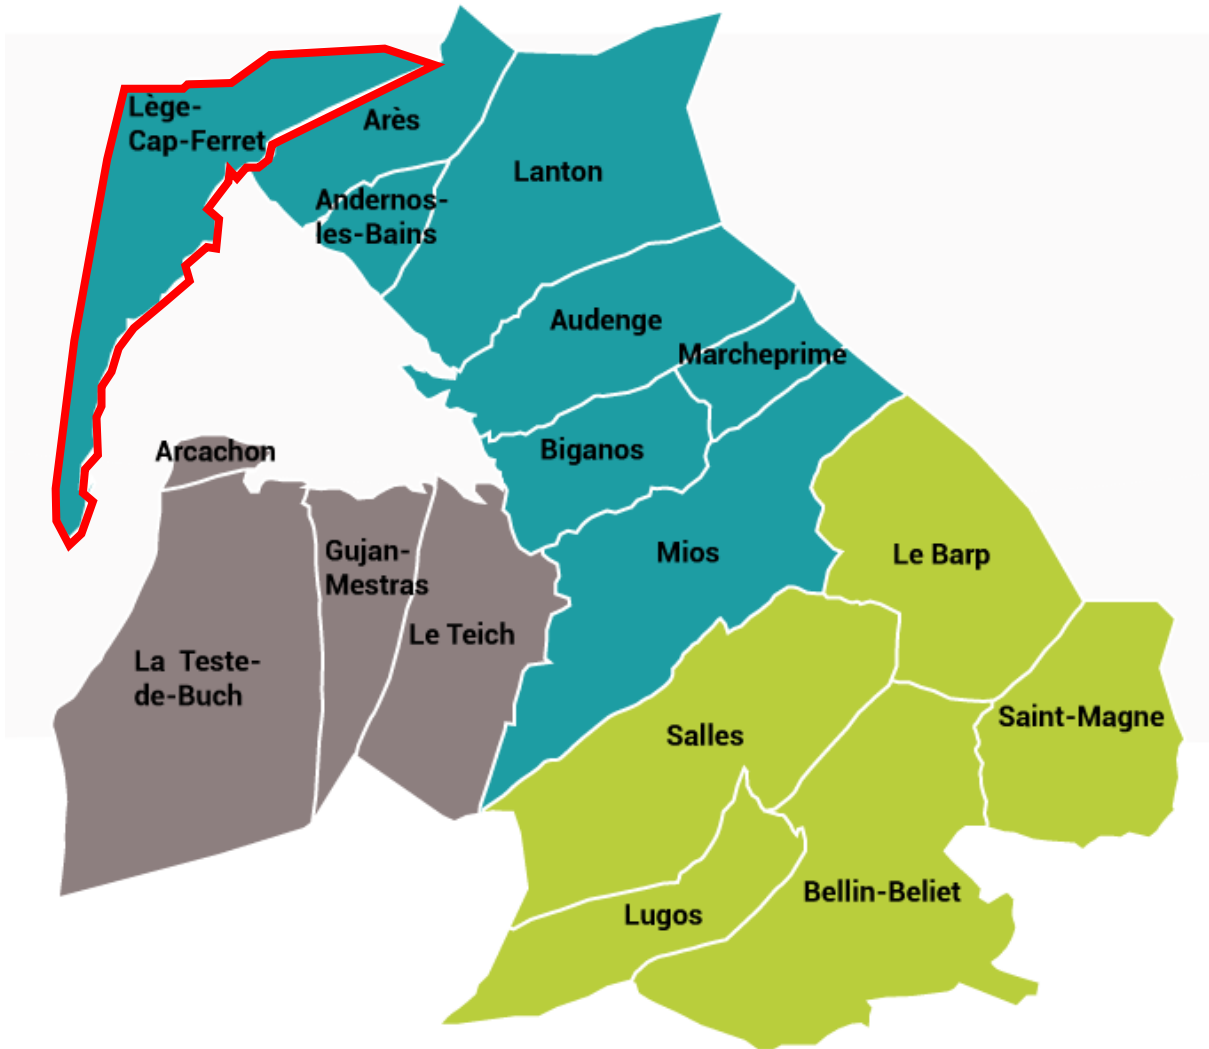 Lège-
Cap-Ferret
Arès
Lanton
Andernos-
les-Bains
Audenge
Marcheprime
Arcachon
Biganos
Gujan-
Mestras
Mios
Le Barp
Le Teich
La Teste-
de-Buch
Salles
Saint-Magne
Bellin-Beliet
Lugos